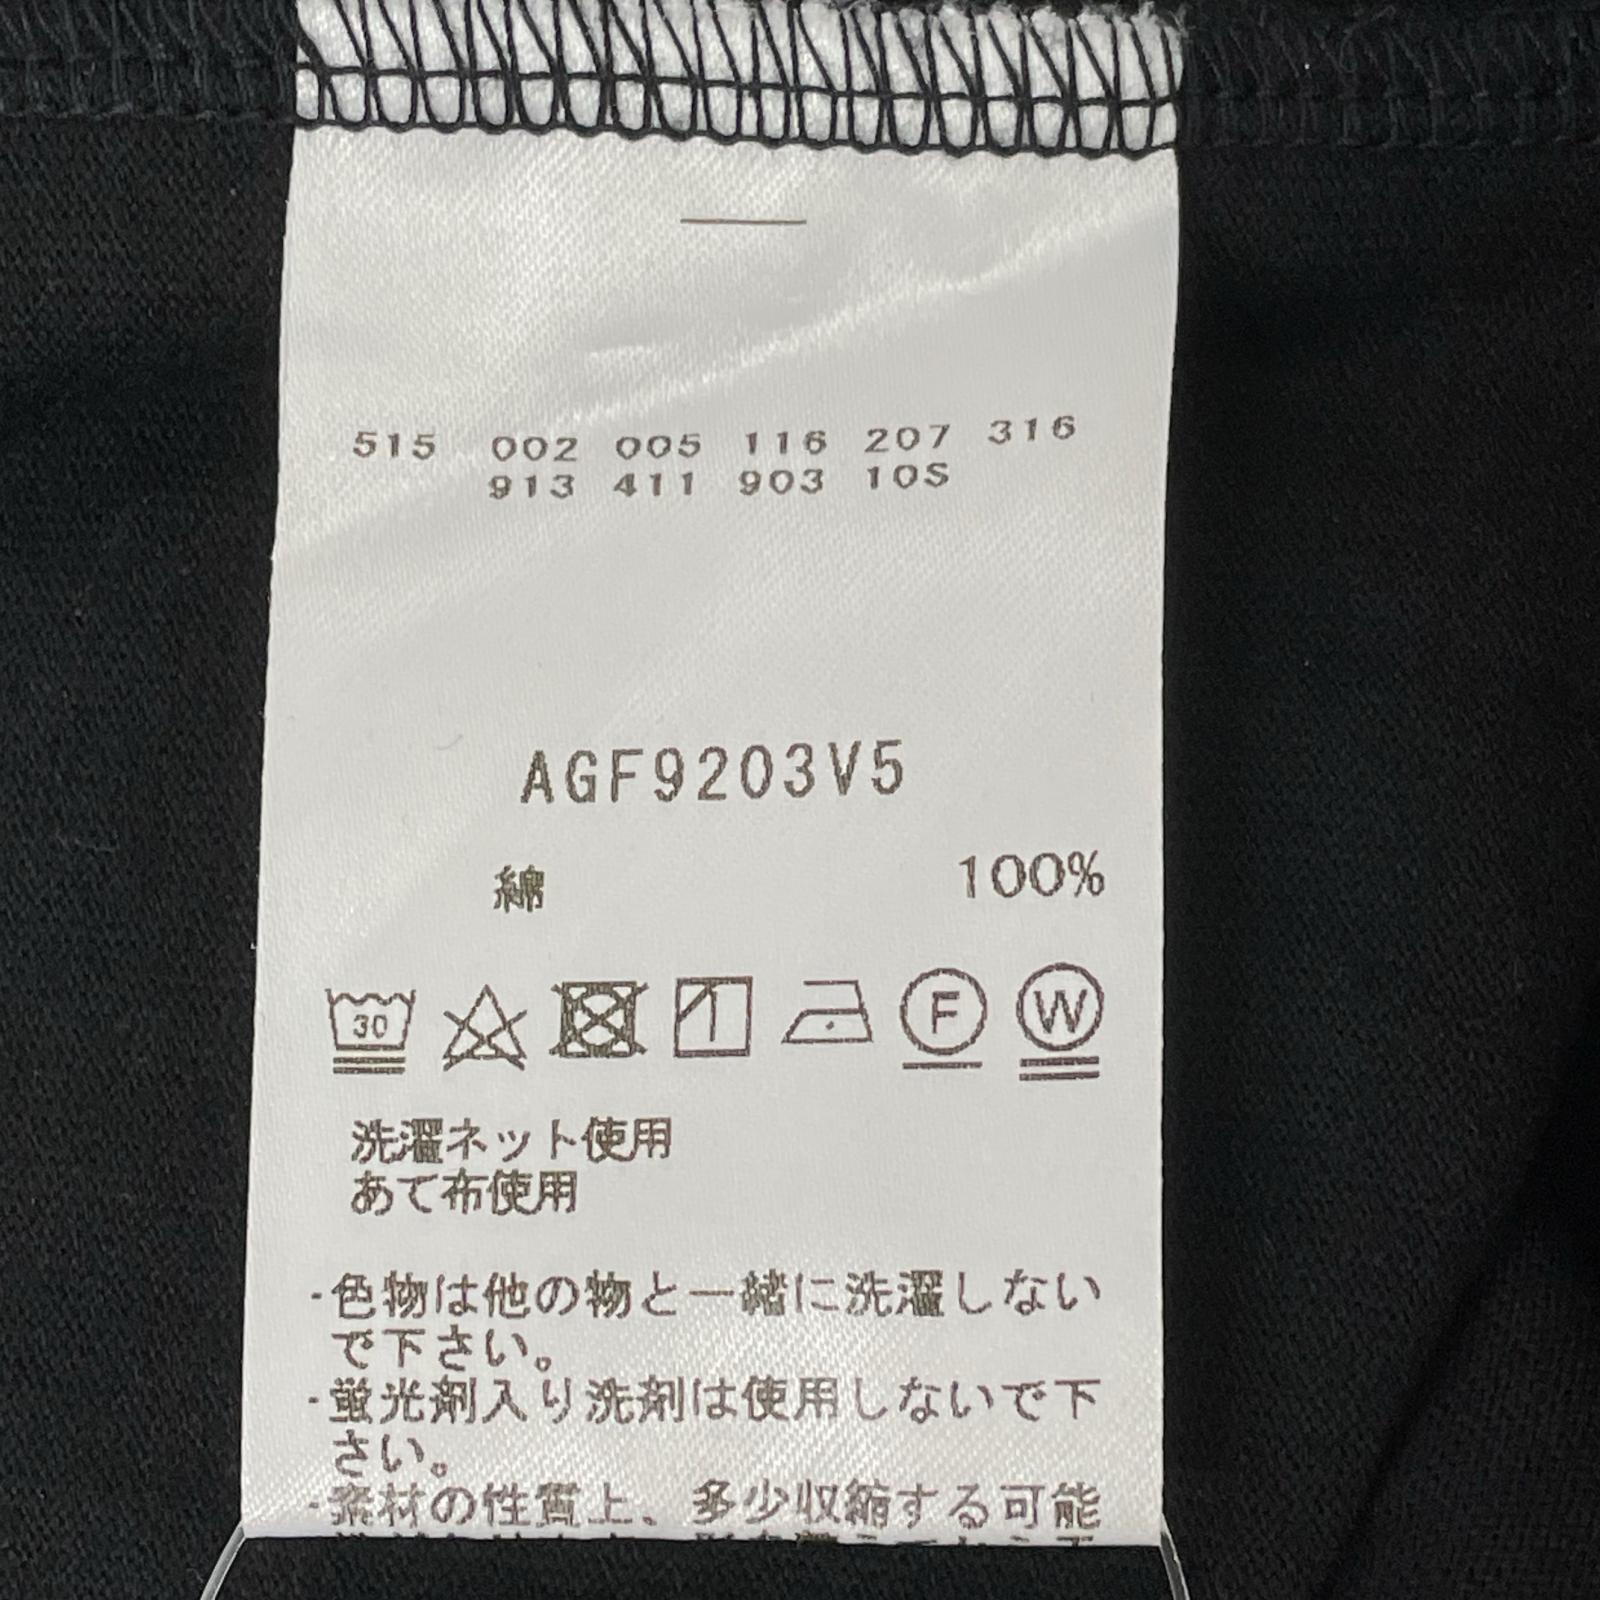 515 002 005 116 207 316
913 411 903 10S
AGF9203V5
綿 100%
30
F W
洗濯ネット使用
あて布使用
・色物は他の物と一緒に洗濯しない
で下さい。
・蛍光剤入り洗剤は使用しないで下
さい。
・素材の性質上、多少収縮する可能